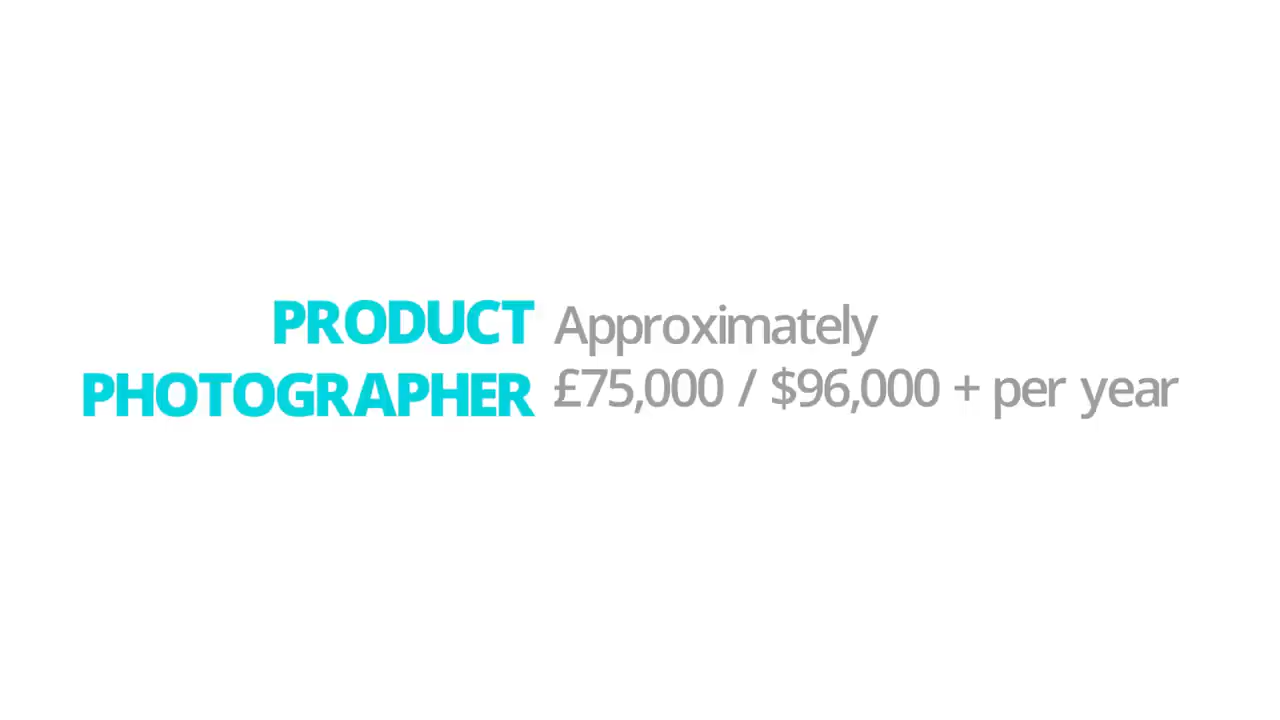 PRODUCT
PHOTOGRAPHER
Approximately
£75,000 / $96,000 + per year